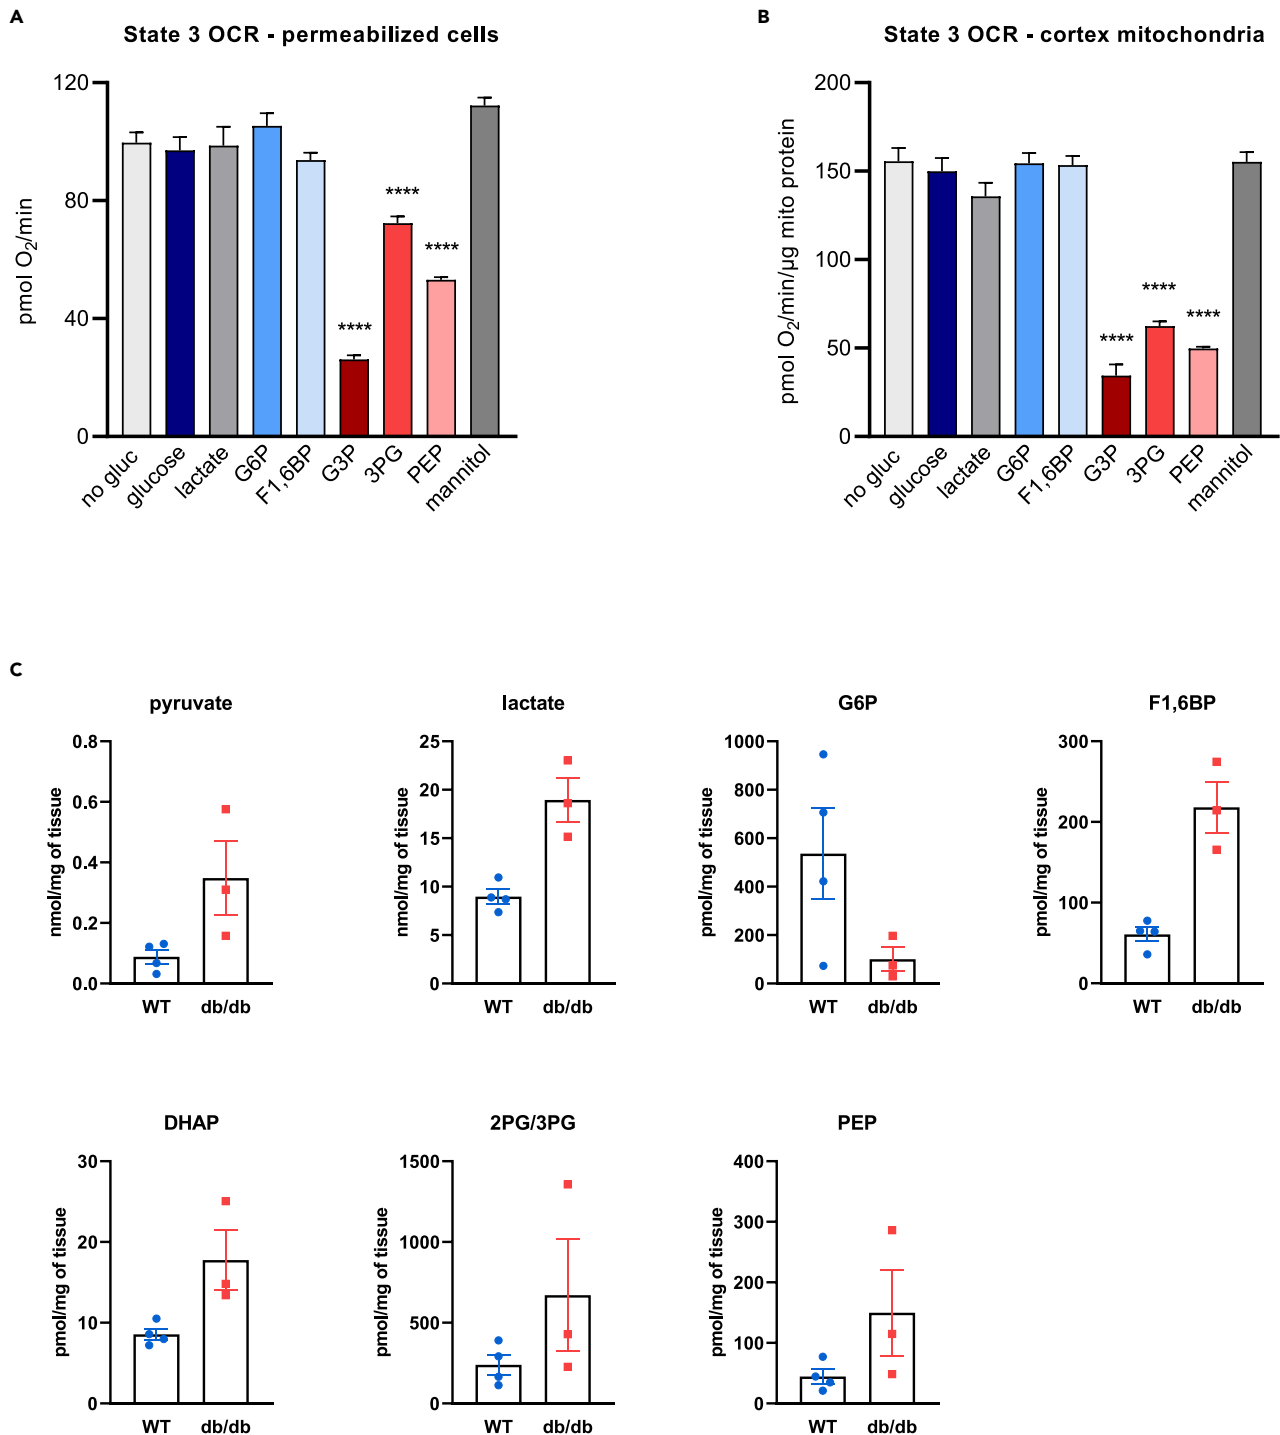 A
State 3 OCR - permeabilized cells
pmol O2/min
120
80
40
0
****
****
****
no gluc
glucose
lactate
G6P
F1,6BP
G3P
3PG
PEP
mannitol
B
State 3 OCR - cortex mitochondria
pmol O2/min/µg mito protein
200
150
100
50
0
****
****
****
no gluc
glucose
lactate
G6P
F1,6BP
G3P
3PG
PEP
mannitol
C
pyruvate
nmol/mg of tissue
0.8
0.6
0.4
0.2
0.0
WT db/db
lactate
nmol/mg of tissue
25
20
15
10
5
0
WT db/db
G6P
pmol/mg of tissue
1000
800
600
400
200
0
WT db/db
F1,6BP
pmol/mg of tissue
300
200
100
0
WT db/db
DHAP
pmol/mg of tissue
30
20
10
0
WT db/db
2PG/3PG
pmol/mg of tissue
1500
1000
500
0
WT db/db
PEP
pmol/mg of tissue
400
300
200
100
0
WT db/db